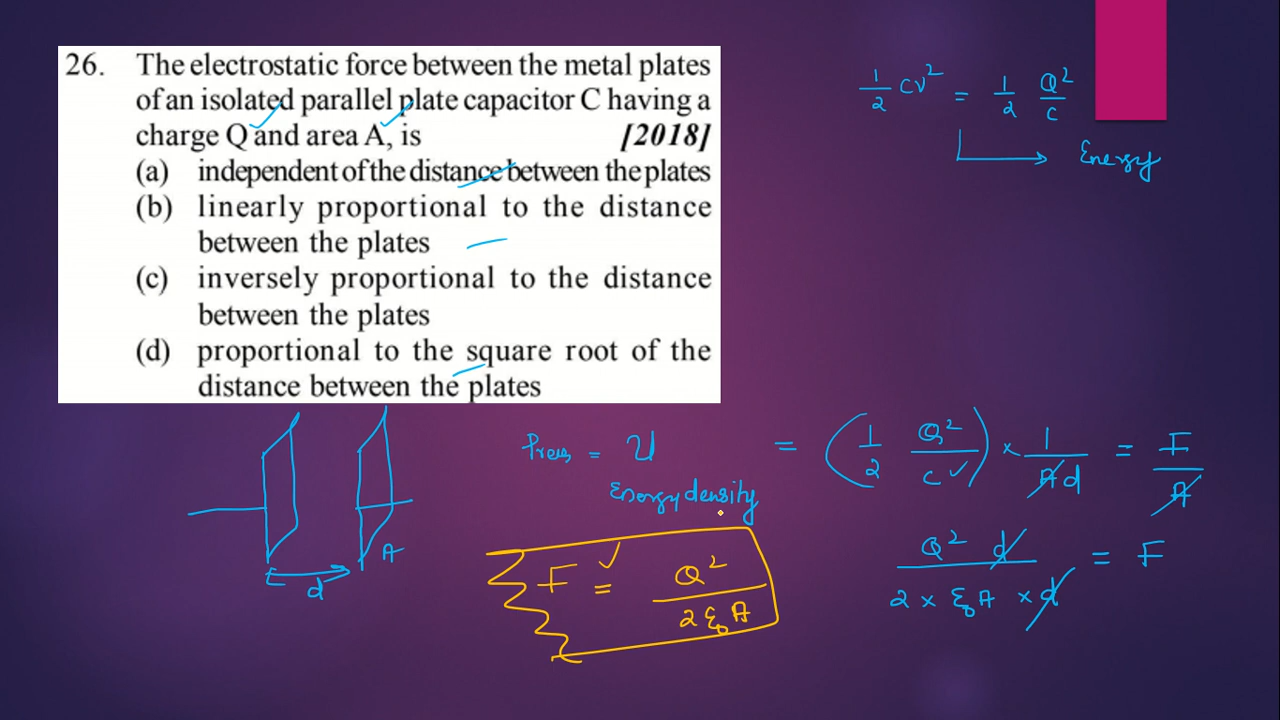 26. The electrostatic force between the metal plates
of an isolated parallel plate capacitor C having a
charge Q and area A, is [2018]
(a) independent of the distance between the plates
(b) linearly proportional to the distance
between the plates
(c) inversely proportional to the distance
between the plates
(d) proportional to the square root of the
distance between the plates
1/2 CV² = 1/2 Q²/C
Energy
A
d
Press = U
Energy density
= (1/2 Q²/C) × 1/Ad = F/A
Q² d / 2 × ε₀A × d = F
F = Q² / 2ε₀A